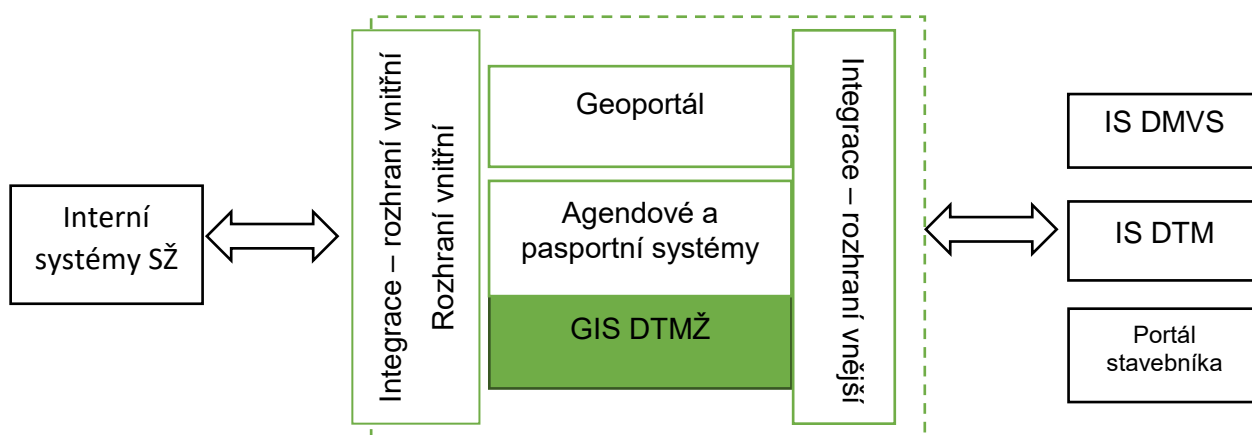 Interní
systémy SŽ
Integrace – rozhraní vnitřní
Rozhraní vnitřní
Geoportál
Agendové a
pasportní systémy
GIS DTMŽ
Integrace – rozhraní vnější
IS DMVS
IS DTM
Portál
stavebníka